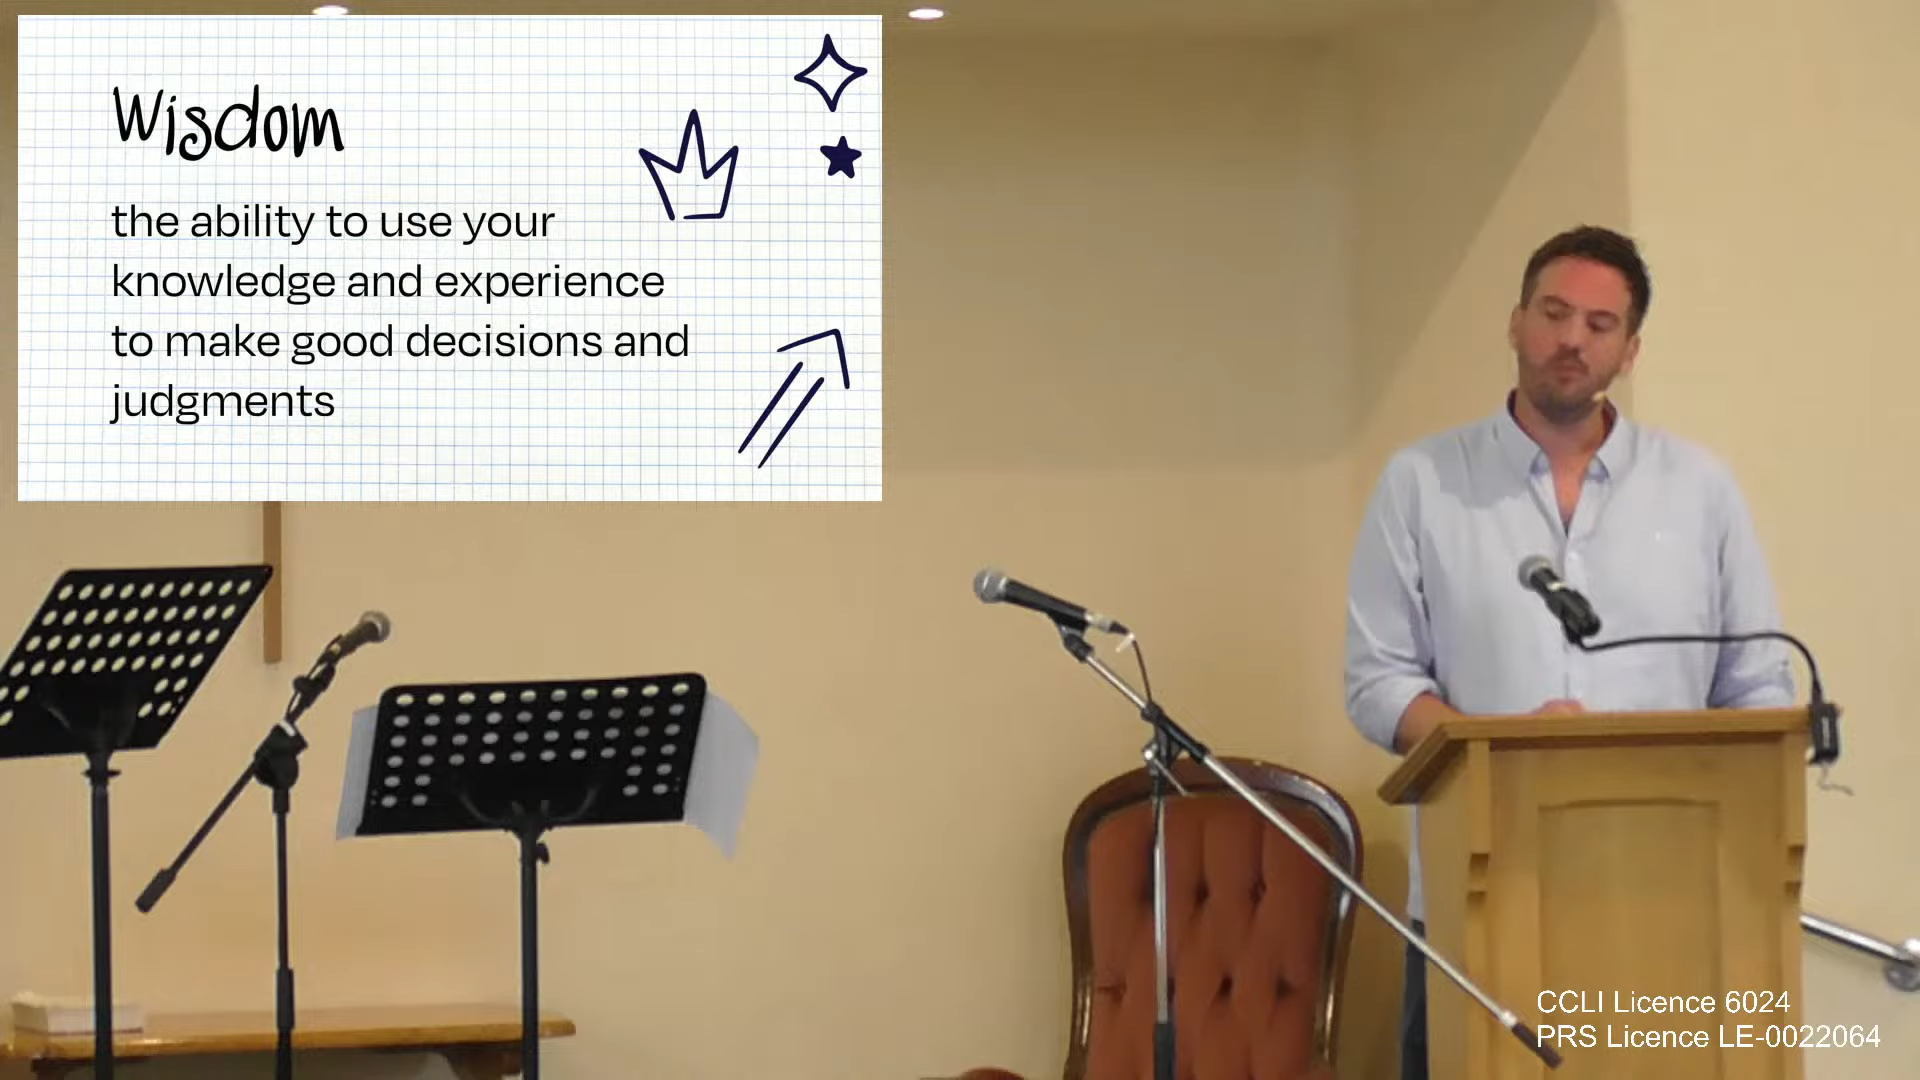 Wisdom
the ability to use your
knowledge and experience
to make good decisions and
judgments
CCLI Licence 6024
PRS Licence LE-0022064